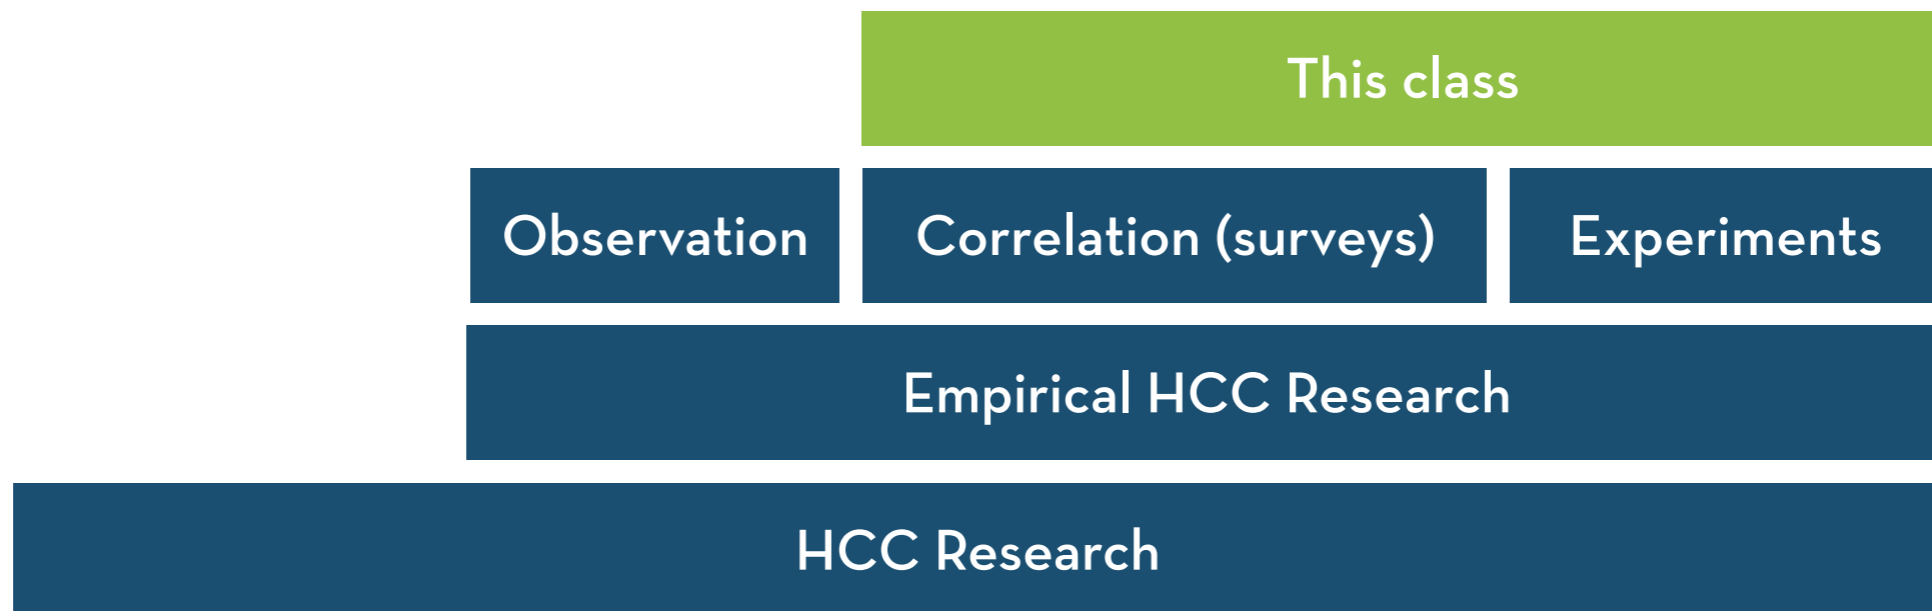 This class
Observation
Correlation (surveys)
Experiments
Empirical HCC Research
HCC Research